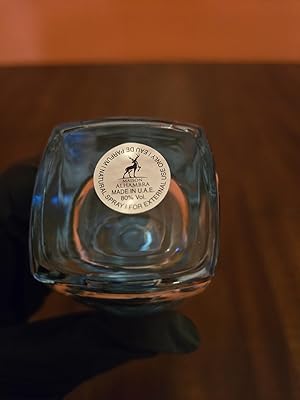 NATURAL SPRAY / FOR EXTERNAL USE ONLY / EAU DE PARFUM /
MAISON
ALHAMBRA
MADE IN U.A.E.
80% Vol.